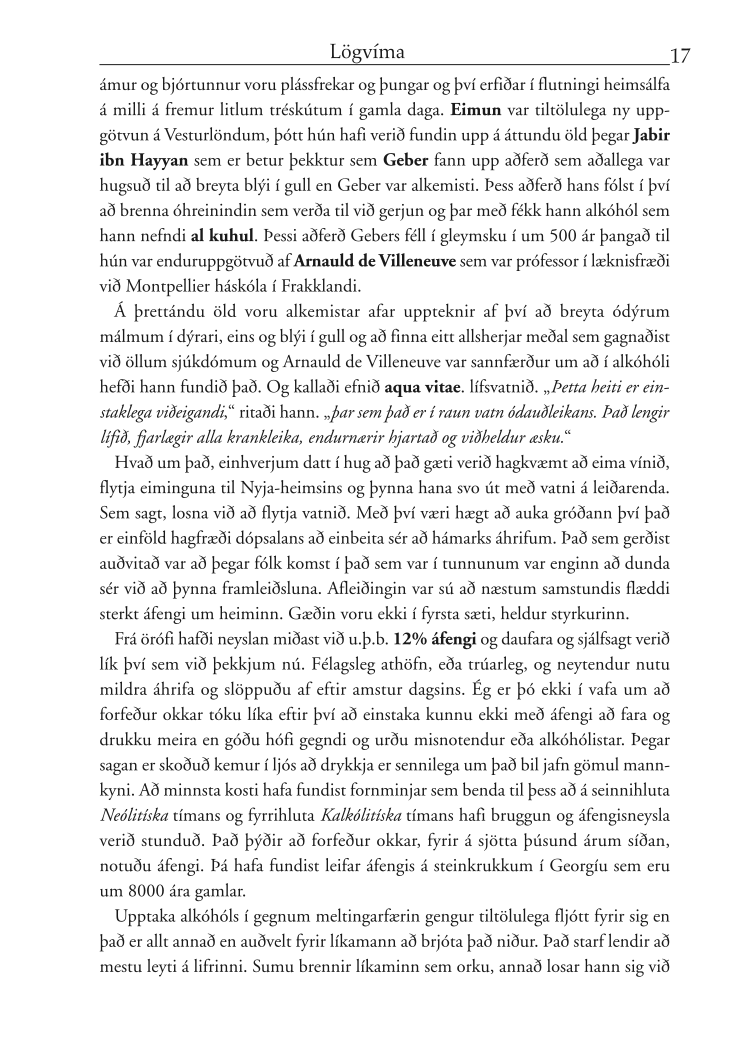 Lögvíma 17
ámur og bjórtunnur voru plássfrekar og þungar og því erfiðar í flutningi heimsálfa
á milli á fremur litlum tréskútum í gamla daga. Eimun var tiltölulega ny upp-
götvun á Vesturlöndum, þótt hún hafi verið fundin upp á áttundu öld þegar Jabir
ibn Hayyan sem er betur þekktur sem Geber fann upp aðferð sem aðallega var
hugsuð til að breyta blýi í gull en Geber var alkemisti. Þess aðferð hans fólst í því
að brenna óhreinindin sem verða til við gerjun og þar með fékk hann alkóhól sem
hann nefndi al kuhul. Þessi aðferð Gebers féll í gleymsku í um 500 ár þangað til
hún var enduruppgötvuð af Arnauld de Villeneuve sem var prófessor í læknisfræði
við Montpellier háskóla í Frakklandi.
Á þrettándu öld voru alkemistar afar uppteknir af því að breyta ódýrum
málmum í dýrari, eins og blýi í gull og að finna eitt allsherjar meðal sem gagnaðist
við öllum sjúkdómum og Arnauld de Villeneuve var sannfærður um að í alkóhóli
hefði hann fundið það. Og kallaði efnið aqua vitae. lífsvatnið. „Þetta heiti er ein-
staklega viðeigandi,“ ritaði hann. „þar sem það er í raun vatn ódauðleikans. Það lengir
lífið, fjarlægir alla krankleika, endurnærir hjartað og viðheldur æsku.“
Hvað um það, einhverjum datt í hug að það gæti verið hagkvæmt að eima vínið,
flytja eiminguna til Nyja-heimsins og þynna hana svo út með vatni á leiðarenda.
Sem sagt, losna við að flytja vatnið. Með því væri hægt að auka gróðann því það
er einföld hagfræði dópsalans að einbeita sér að hámarks áhrifum. Það sem gerðist
auðvitað var að þegar fólk komst í það sem var í tunnunum var enginn að dunda
sér við að þynna framleiðsluna. Afleiðingin var sú að næstum samstundis flæddi
sterkt áfengi um heiminn. Gæðin voru ekki í fyrsta sæti, heldur styrkurinn.
Frá örófi hafði neyslan miðast við u.þ.b. 12% áfengi og daufara og sjálfsagt verið
lík því sem við þekkjum nú. Félagsleg athöfn, eða trúarleg, og neytendur nutu
mildra áhrifa og slöppuðu af eftir amstur dagsins. Ég er þó ekki í vafa um að
forfeður okkar tóku líka eftir því að einstaka kunnu ekki með áfengi að fara og
drukku meira en góðu hófi gegndi og urðu misnotendur eða alkóhólistar. Þegar
sagan er skoðuð kemur í ljós að drykkja er sennilega um það bil jafn gömul mann-
kyni. Að minnsta kosti hafa fundist fornminjar sem benda til þess að á seinnihluta
Neólitíska tímans og fyrrihluta Kalkólitíska tímans hafi bruggun og áfengisneysla
verið stunduð. Það þýðir að forfeður okkar, fyrir á sjötta þúsund árum síðan,
notuðu áfengi. Þá hafa fundist leifar áfengis á steinkrukkum í Georgíu sem eru
um 8000 ára gamlar.
Upptaka alkóhóls í gegnum meltingarfærin gengur tiltölulega fljótt fyrir sig en
það er allt annað en auðvelt fyrir líkamann að brjóta það niður. Það starf lendir að
mestu leyti á lifrinni. Sumu brennir líkaminn sem orku, annað losar hann sig við